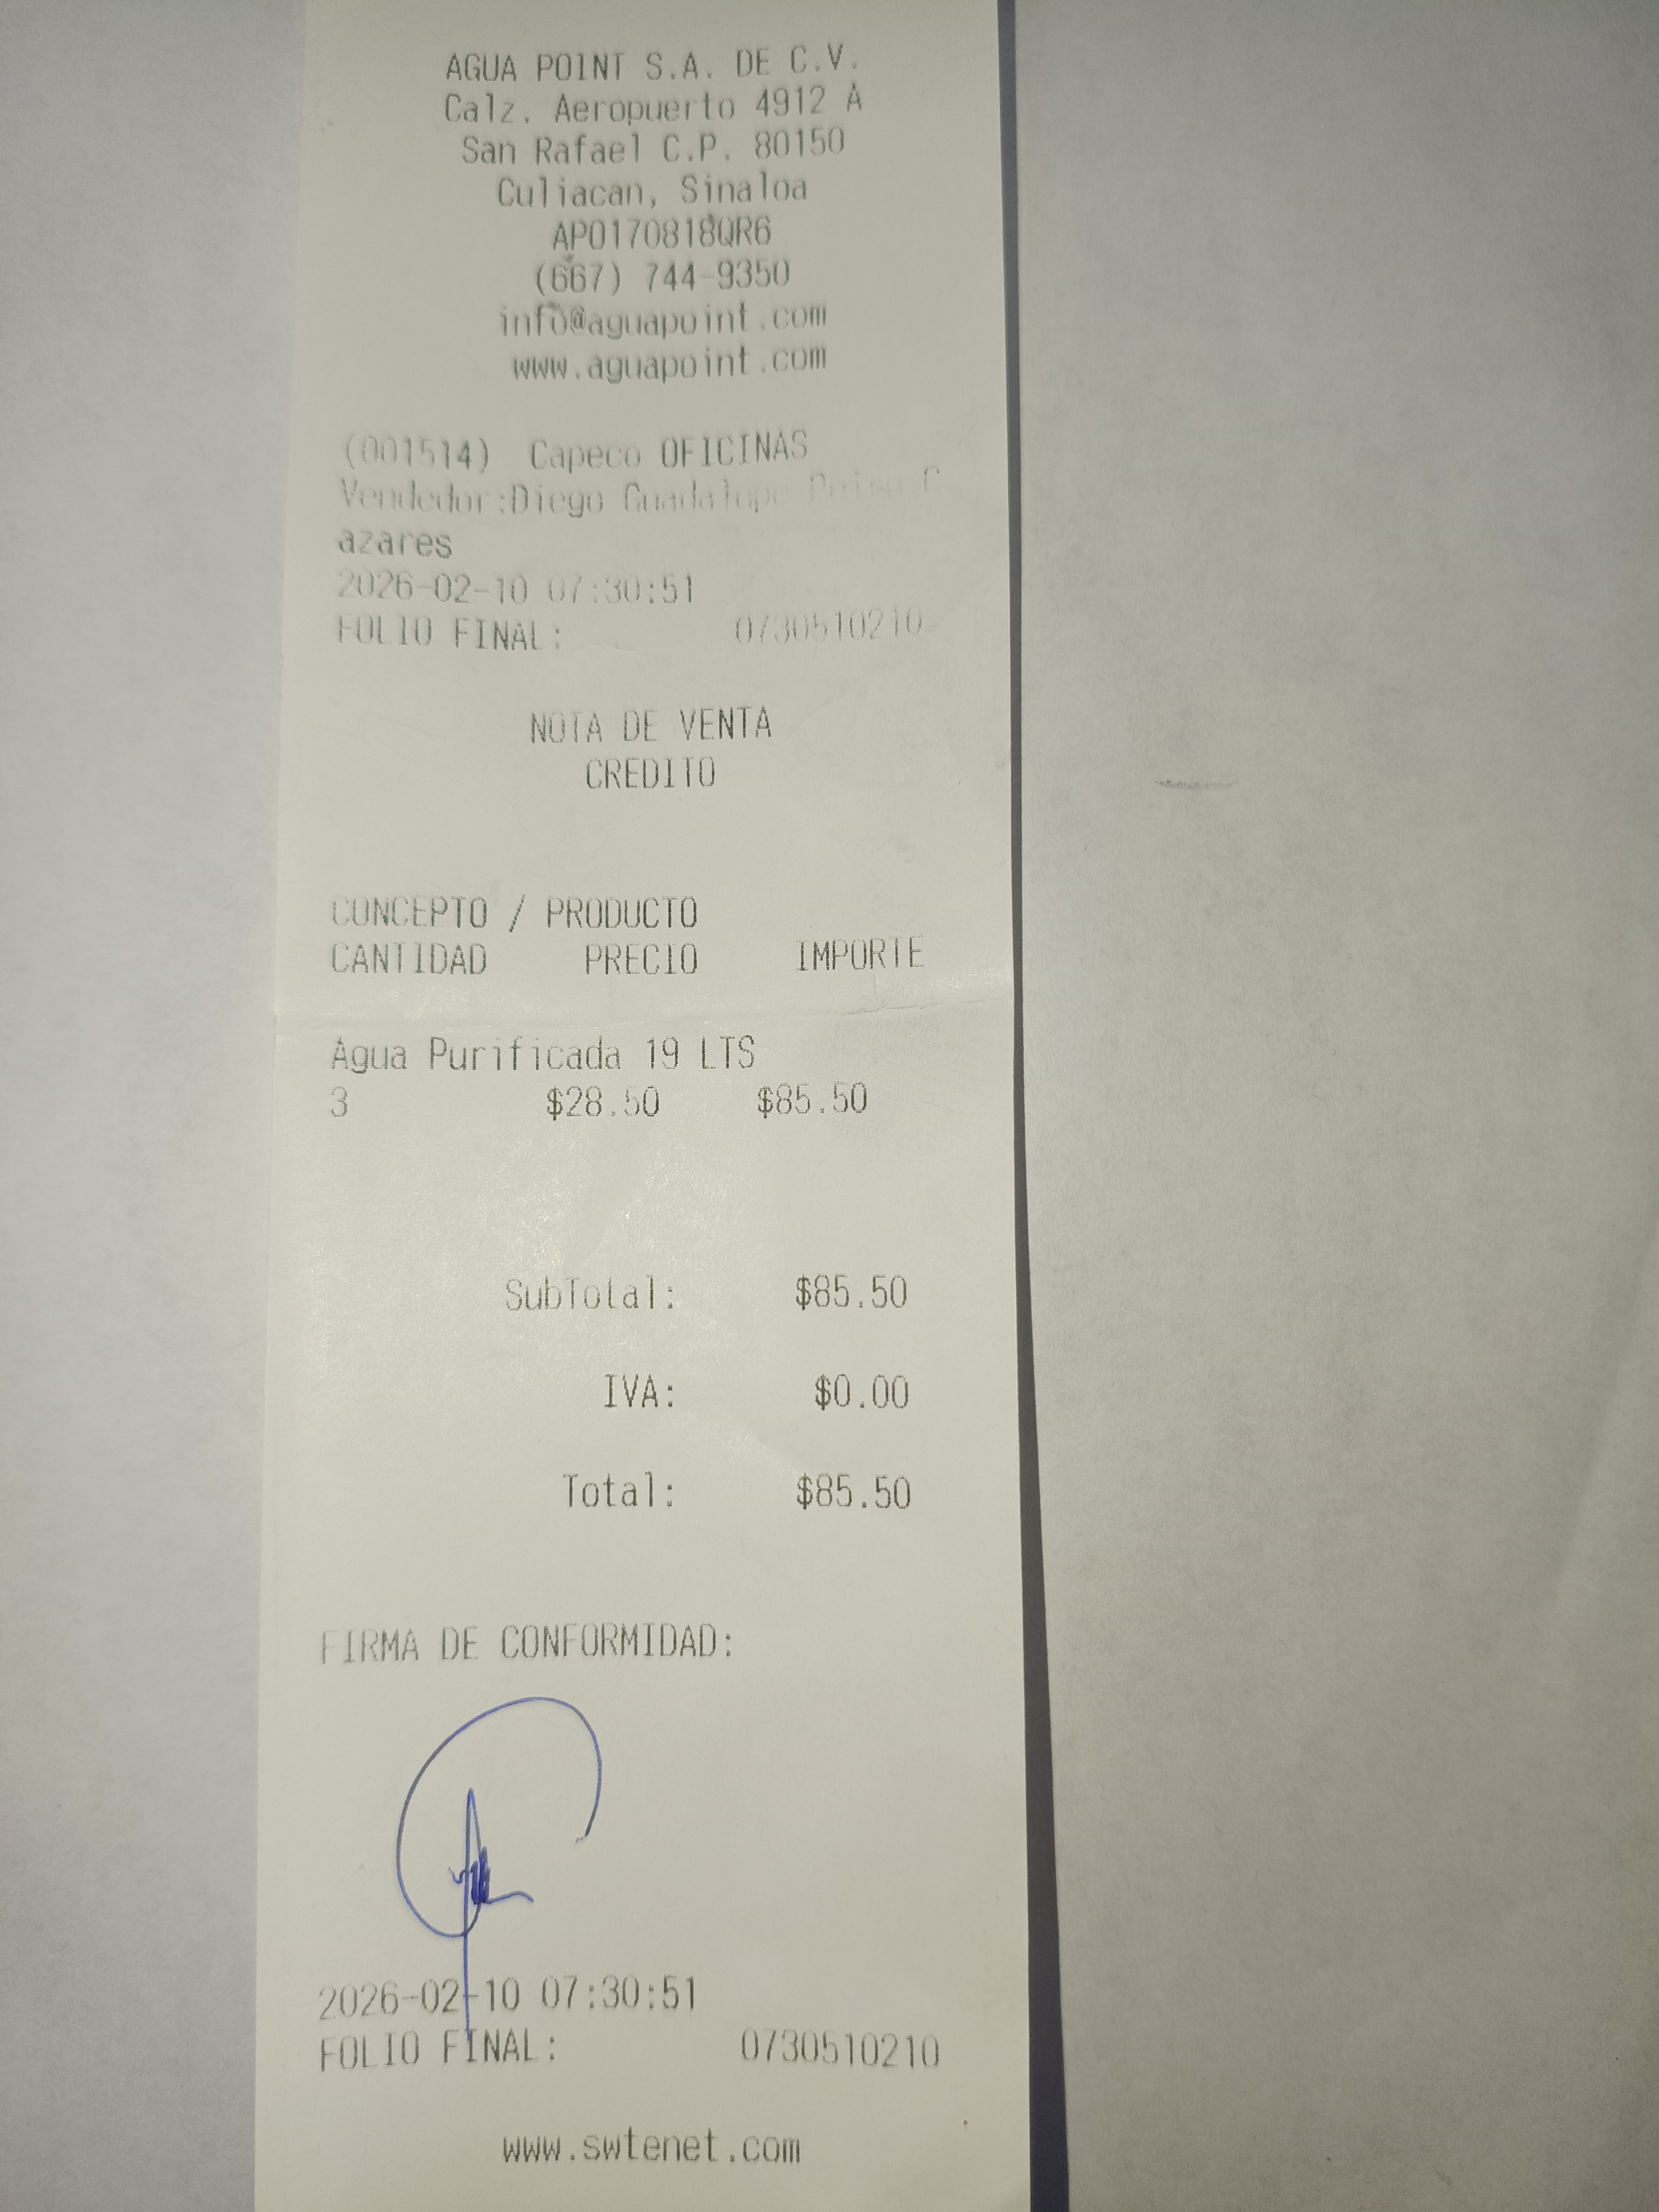 AGUA POINT S.A. DE C.V.
Calz. Aeropuerto 4912 A
San Rafael C.P. 80150
Culiacan, Sinaloa
APO170818QR6
(667) 744-9350
info@aguapoint.com
www.aguapoint.com
(001514) Capeco OFICINAS
Vendedor:Diego Guadalupe
azares
2026-02-10 07:30:51
FOLIO FINAL: 0730510210
NOTA DE VENTA
CREDITO
CONCEPTO / PRODUCTO
CANTIDAD PRECIO IMPORTE
Agua Purificada 19 LTS
3 $28.50 $85.50
SubTotal: $85.50
IVA: $0.00
Total: $85.50
FIRMA DE CONFORMIDAD:
2026-02-10 07:30:51
FOLIO FINAL: 0730510210
www.swtenet.com